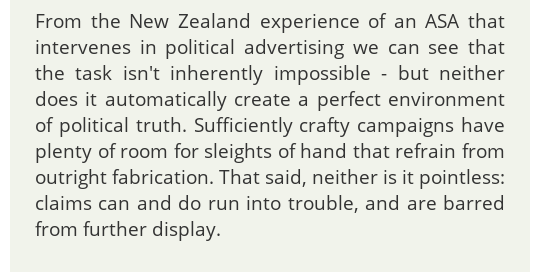 From the New Zealand experience of an ASA that
intervenes in political advertising we can see that
the task isn't inherently impossible - but neither
does it automatically create a perfect environment
of political truth. Sufficiently crafty campaigns have
plenty of room for sleights of hand that refrain from
outright fabrication. That said, neither is it pointless:
claims can and do run into trouble, and are barred
from further display.